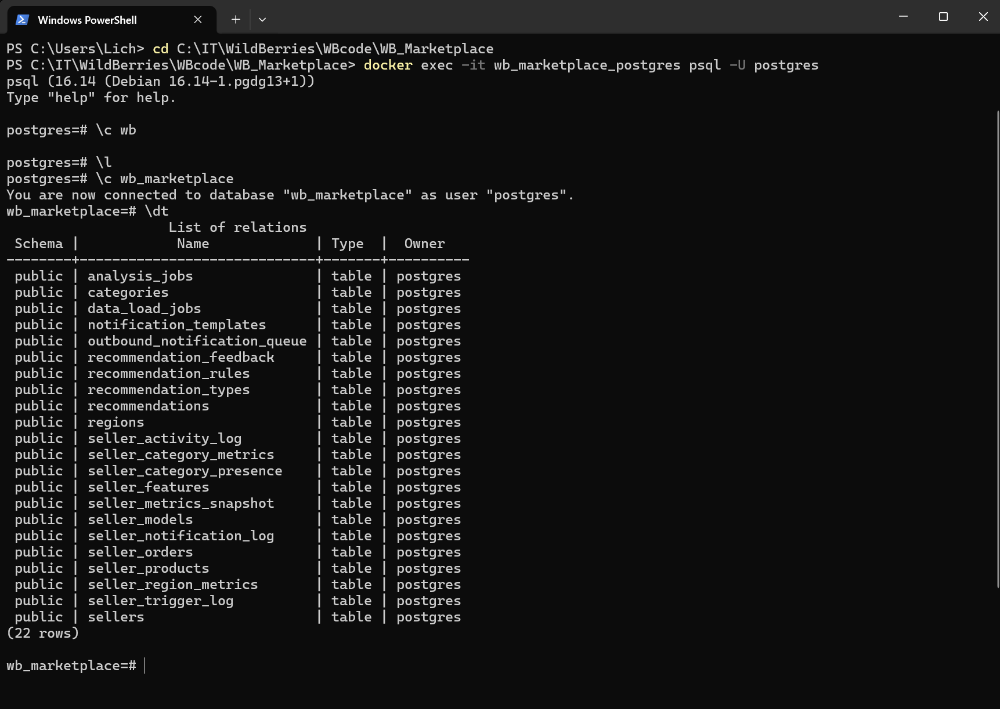 Windows PowerShell
PS C:\Users\Lich> cd C:\IT\WildBerries\WBcode\WB_Marketplace
PS C:\IT\WildBerries\WBcode\WB_Marketplace> docker exec -it wb_marketplace_postgres psql -U postgres
psql (16.14 (Debian 16.14-1.pgdg13+1))
Type "help" for help.
postgres=# \c wb
postgres=# \l
postgres=# \c wb_marketplace
You are now connected to database "wb_marketplace" as user "postgres".
wb_marketplace=# \dt
                    List of relations
 Schema |            Name             | Type  |  Owner
--------+-----------------------------+-------+----------
 public | analysis_jobs               | table | postgres
 public | categories                  | table | postgres
 public | data_load_jobs              | table | postgres
 public | notification_templates      | table | postgres
 public | outbound_notification_queue | table | postgres
 public | recommendation_feedback     | table | postgres
 public | recommendation_rules        | table | postgres
 public | recommendation_types        | table | postgres
 public | recommendations             | table | postgres
 public | regions                     | table | postgres
 public | seller_activity_log         | table | postgres
 public | seller_category_metrics     | table | postgres
 public | seller_category_presence    | table | postgres
 public | seller_features             | table | postgres
 public | seller_metrics_snapshot     | table | postgres
 public | seller_models               | table | postgres
 public | seller_notification_log     | table | postgres
 public | seller_orders               | table | postgres
 public | seller_products             | table | postgres
 public | seller_region_metrics       | table | postgres
 public | seller_trigger_log          | table | postgres
 public | sellers                     | table | postgres
(22 rows)
wb_marketplace=#